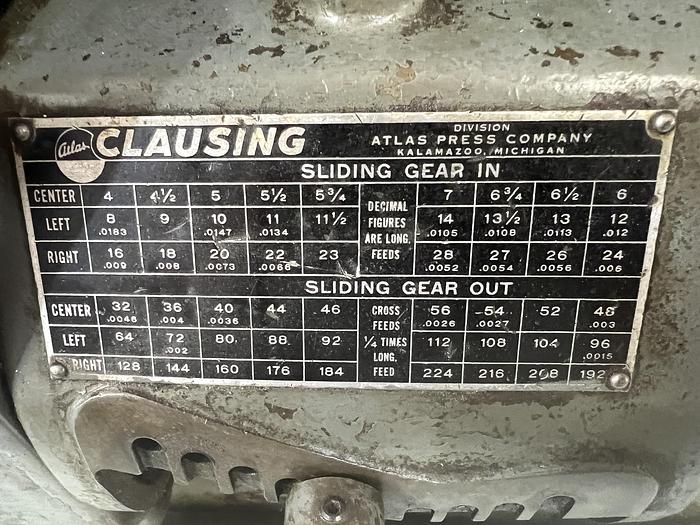 Atlas CLAUSING DIVISION
ATLAS PRESS COMPANY
KALAMAZOO, MICHIGAN
SLIDING GEAR IN
CENTER 4 4½ 5 5½ 5¾ DECIMAL FIGURES ARE LONG. FEEDS 7 6¾ 6½ 6
LEFT 8 9 10 11 11½ 14 13½ 13 12
.0183 .0147 .0134 .0105 .0108 .0113 .012
RIGHT 16 18 20 22 23 28 27 26 24
.009 .008 .0073 .0066 .0052 .0054 .0056 .006
SLIDING GEAR OUT
CENTER 32 36 40 44 46 CROSS FEEDS ¼ TIMES LONG. FEED 56 54 52 48
.0046 .004 .0036 .0026 .0027 .003
LEFT 64 72 80 88 92 112 108 104 96
.002 .0015
RIGHT 128 144 160 176 184 224 216 208 192